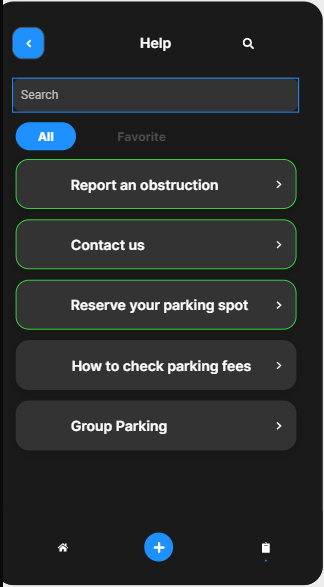 Help
Search
All Favorite
Report an obstruction
Contact us
Reserve your parking spot
How to check parking fees
Group Parking